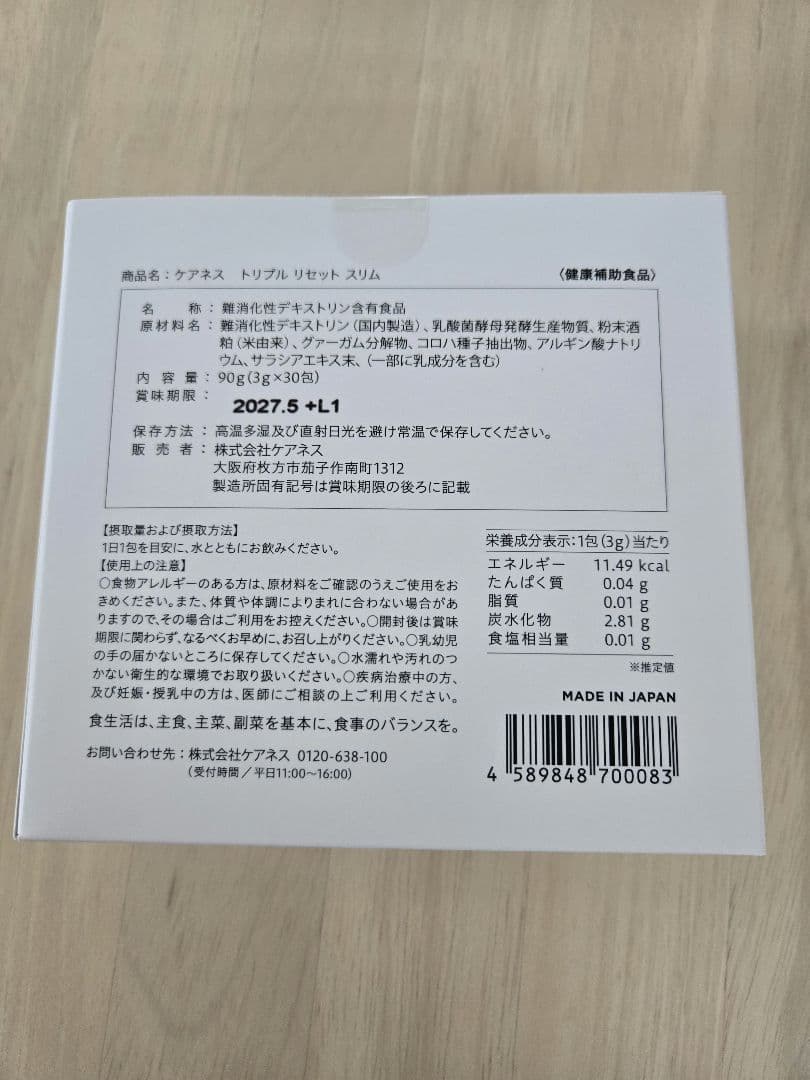 商品名：ケアネス　トリプル リセット スリム
〈健康補助食品〉
名　　称：難消化性デキストリン含有食品
原材料名：難消化性デキストリン（国内製造）、乳酸菌酵母発酵生産物質、粉末酒
粕（米由来）、グァーガム分解物、コロハ種子抽出物、アルギン酸ナトリ
ウム、サラシアエキス末、（一部に乳成分を含む）
内 容 量：90g（3g×30包）
賞味期限：
2027.5 +L1
保存方法：高温多湿及び直射日光を避け常温で保存してください。
販 売 者：株式会社ケアネス
大阪府枚方市茄子作南町1312
製造所固有記号は賞味期限の後ろに記載
【摂取量および摂取方法】
1日1包を目安に、水とともにお飲みください。
【使用上の注意】
○食物アレルギーのある方は、原材料をご確認のうえご使用をお
きめください。また、体質や体調によりまれに合わない場合があ
りますので、その場合はご利用をお控えください。○開封後は賞味
期限に関わらず、なるべくお早めに、お召し上がりください。○乳幼児
の手の届かないところに保存してください。○水濡れや汚れのつ
かない衛生的な環境でお取り扱いください。○疾病治療中の方、
及び妊娠・授乳中の方は、医師にご相談の上ご利用ください。
食生活は、主食、主菜、副菜を基本に、食事のバランスを。
お問い合わせ先：株式会社ケアネス 0120-638-100
（受付時間／平日11:00～16:00）
栄養成分表示：1包（3g）当たり
エネルギー 11.49 kcal
たんぱく質 0.04 g
脂質 0.01 g
炭水化物 2.81 g
食塩相当量 0.01 g
※推定値
MADE IN JAPAN
4 589848 700083